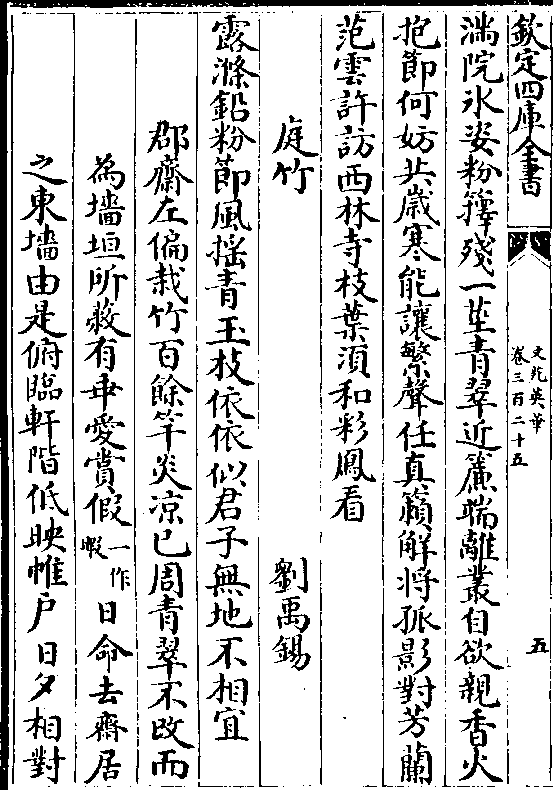 欽定四庫全書
文苑英華
卷三百二十五
五
滿院冰姿粉籜殘一莖青翠近簾端離叢自欲親香火
抱節何妨共歲寒能讓繁聲任真籟解将孤影對芳蘭
范雲許訪西林寺枝葉湏和彩鳳看
庭竹
劉禹錫
露滌鉛粉節風揺青玉枝依依似君子無地不相宜
郡齋左偏栽竹百餘竿炎凉已周青翠不改而
為墻垣所蔽有乖愛賞假一作暇日命去齋居
之東墻由是俯臨軒階低映帷户日夕相對